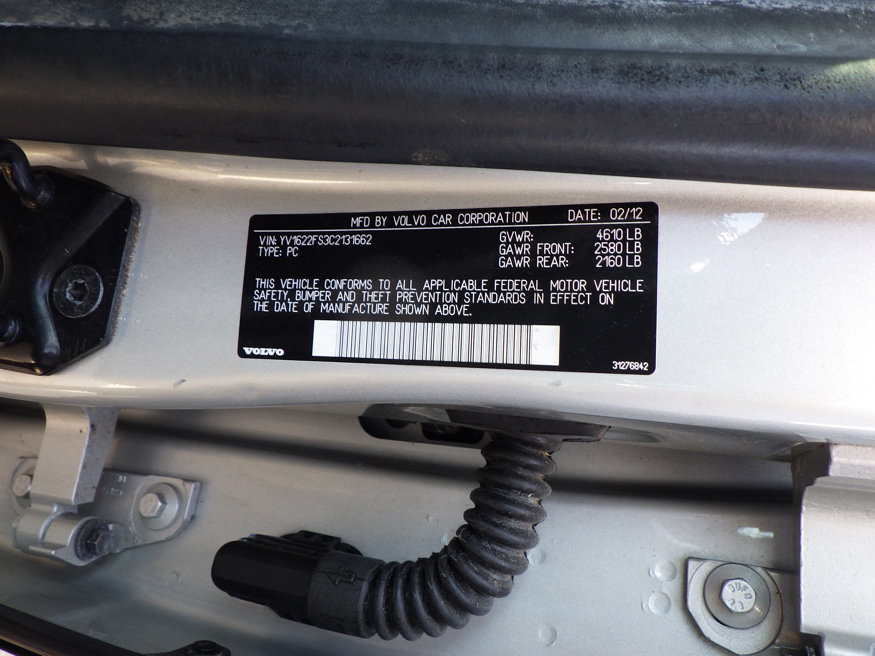 MFD BY VOLVO CAR CORPORATION DATE: 02/12
VIN: YV1622FS3C2131662 GVWR: 4610 LB
TYPE: PC GAWR FRONT: 2580 LB
GAWR REAR: 2160 LB
THIS VEHICLE CONFORMS TO ALL APPLICABLE FEDERAL MOTOR VEHICLE
SAFETY, BUMPER AND THEFT PREVENTION STANDARDS IN EFFECT ON
THE DATE OF MANUFACTURE SHOWN ABOVE.
VOLVO
31276842